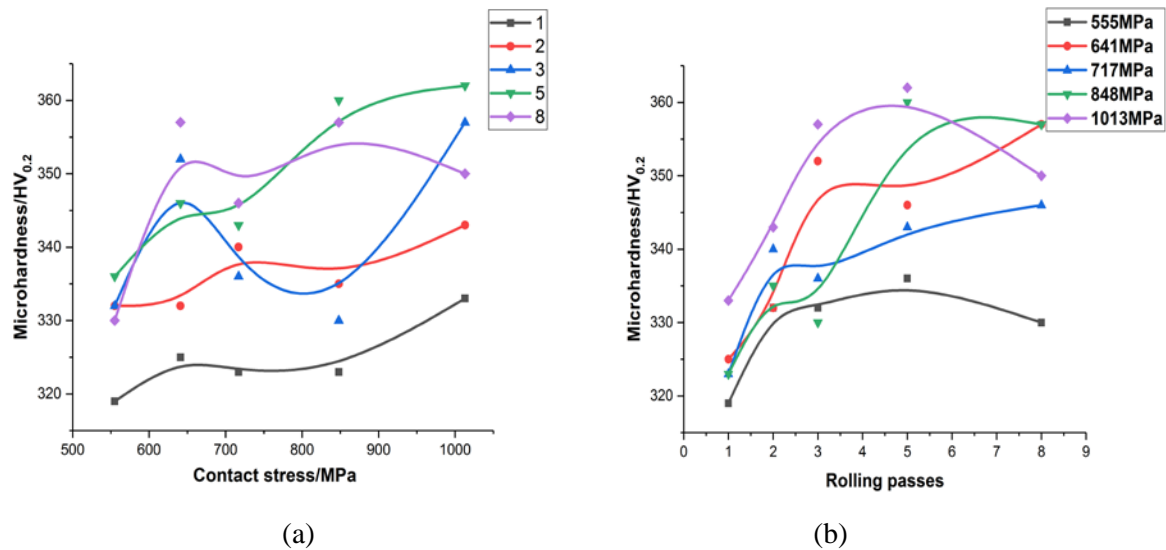 1
2
3
5
8
360
350
340
330
320
Microhardness/HV0.2
500 600 700 800 900 1000
Contact stress/MPa
(a)
555MPa
641MPa
717MPa
848MPa
1013MPa
360
350
340
330
320
Microhardness/HV0.2
0 1 2 3 4 5 6 7 8 9
Rolling passes
(b)